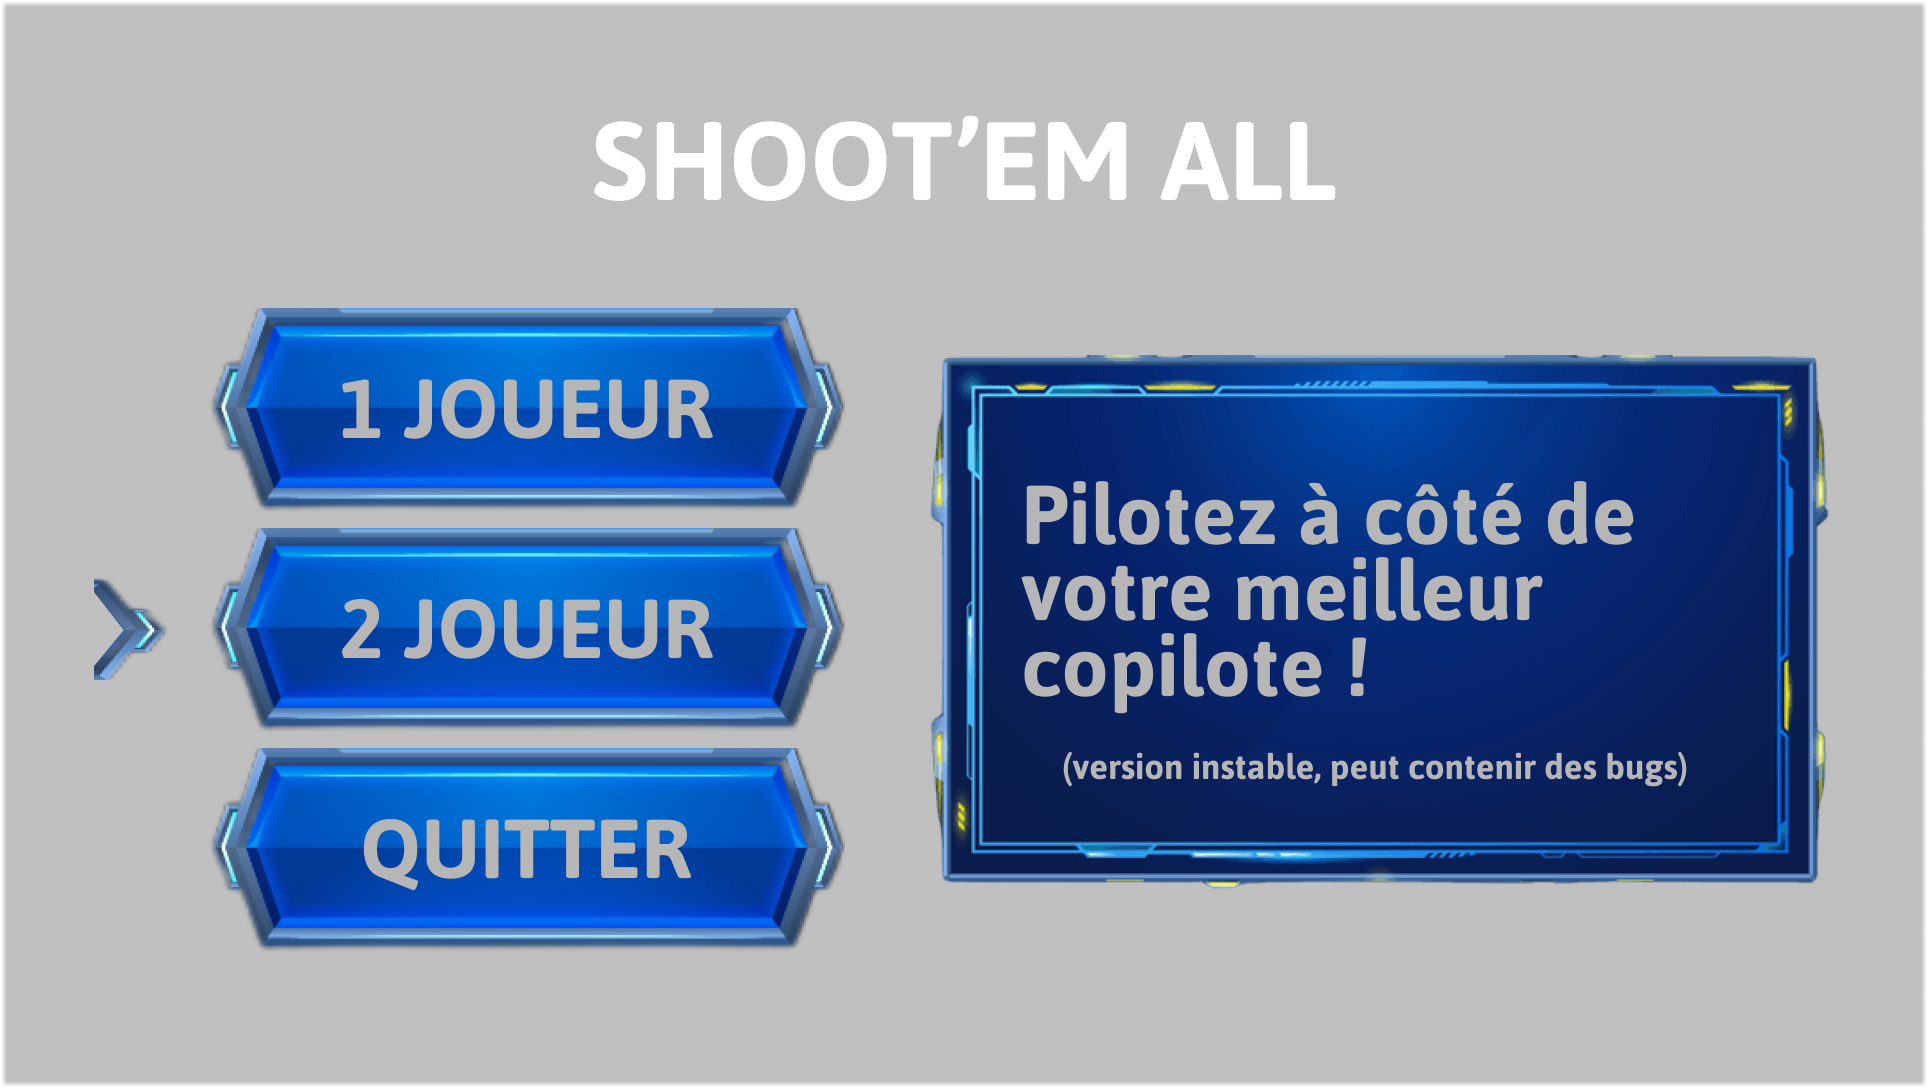 SHOOT’EM ALL
1 JOUEUR
2 JOUEUR
QUITTER
Pilotez à côté de
votre meilleur
copilote !
(version instable, peut contenir des bugs)